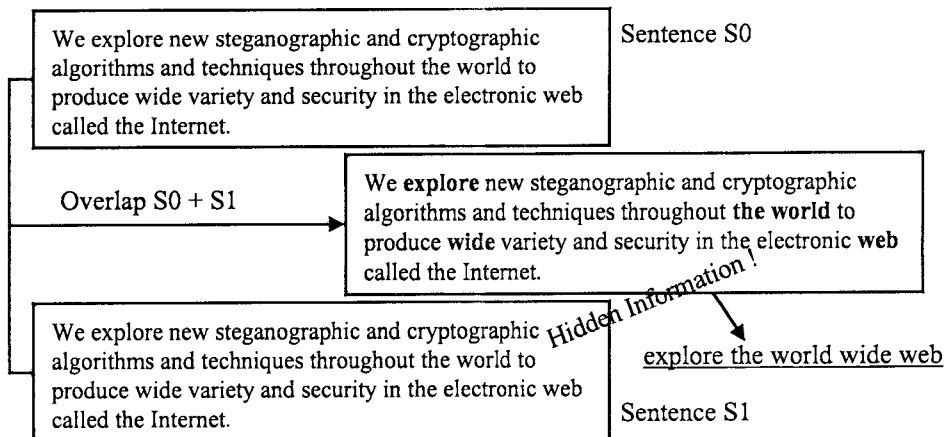 We explore new steganographic and cryptographic
algorithms and techniques throughout the world to
produce wide variety and security in the electronic web
called the Internet.
Sentence S0
Overlap S0 + S1
We explore new steganographic and cryptographic
algorithms and techniques throughout the world to
produce wide variety and security in the electronic web
called the Internet.
Hidden Information !
explore the world wide web
We explore new steganographic and cryptographic
algorithms and techniques throughout the world to
produce wide variety and security in the electronic web
called the Internet.
Sentence S1